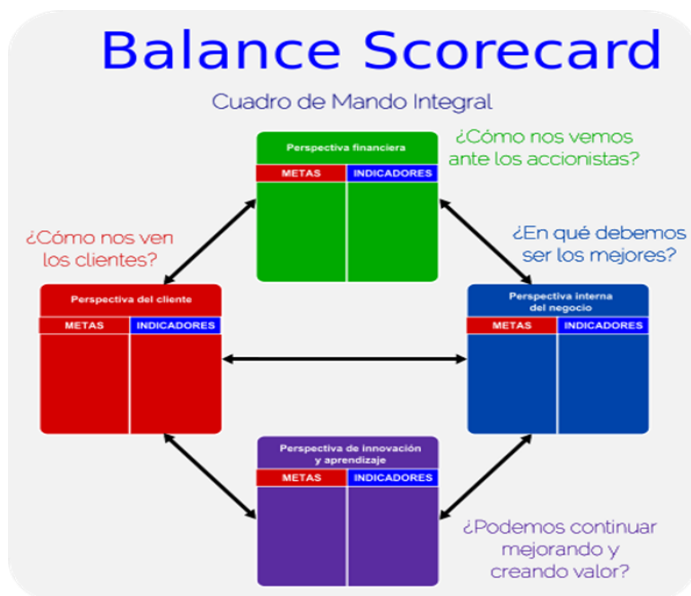 Balance Scorecard
Cuadro de Mando Integral
Perspectiva financiera
METAS INDICADORES
¿Cómo nos vemos
ante los accionistas?
¿Cómo nos ven
los clientes?
¿En qué debemos
ser los mejores?
Perspectiva del cliente
METAS INDICADORES
Perspectiva interna
del negocio
METAS INDICADORES
Perspectiva de innovación
y aprendizaje
METAS INDICADORES
¿Podemos continuar
mejorando y
creando valor?